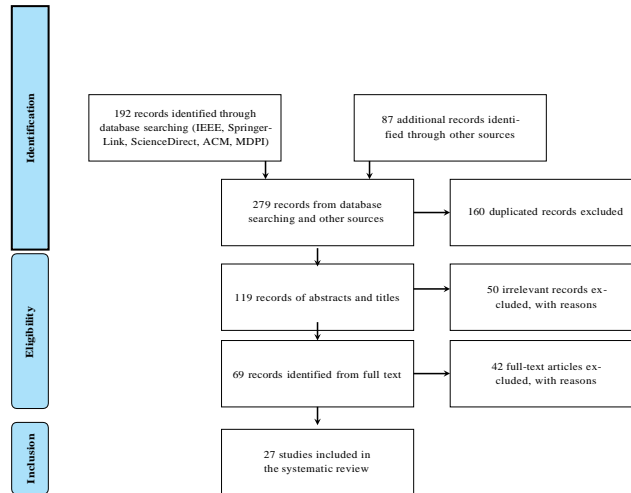 Identification
192 records identified through
database searching (IEEE, Springer-
Link, ScienceDirect, ACM, MDPI)
87 additional records identi-
fied through other sources
279 records from database
searching and other sources
160 duplicated records excluded
Eligibility
119 records of abstracts and titles
50 irrelevant records ex-
cluded, with reasons
69 records identified from full text
42 full-text articles ex-
cluded, with reasons
Inclusion
27 studies included in
the systematic review